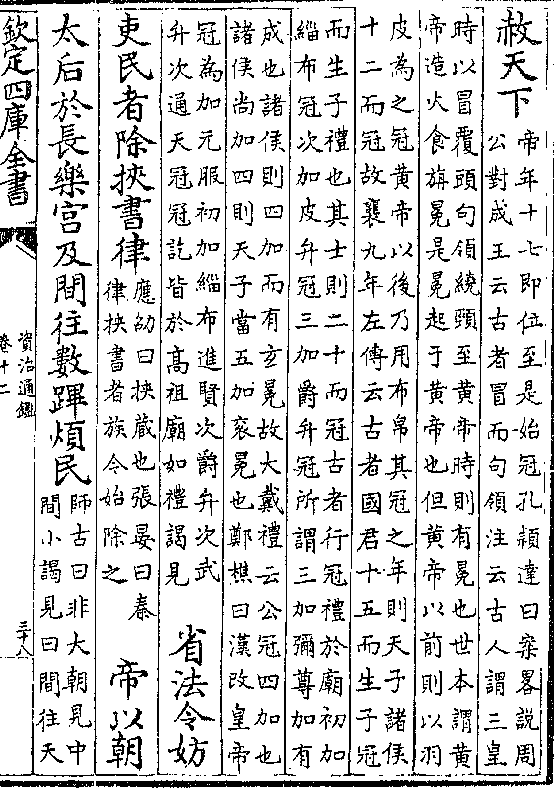 赦天下
帝年十七即位至是始冠孔穎達曰案畧說周
公對成王云古者冒而句領注云古人謂三皇
時以冒覆頭句領繞頸至黄帝時則有冕也世本謂黄
帝造火食旃冕是冕起于黄帝也但黄帝以前則以羽
皮為之冠黄帝以後乃用布帛其冠之年則天子諸侯
十二而冠故襄九年左傳云古者國君十五而生子冠
而生子禮也其士則二十而冠古者行冠禮於廟初加
緇布冠次加皮弁冠三加爵弁冠所謂三加彌尊加有
成也諸侯則四加而有玄冕故大戴禮云公冠四加也
諸侯尚加四則天子當五加衮冕也鄭樵曰漢改皇帝
冠為加元服初加緇布進賢次爵弁次武
弁次通天冠冠訖皆於高祖廟如禮謁見
省法令妨
吏民者除挾書律
應劭曰挾藏也張晏曰秦
律挾書者族今始除之
帝以朝
太后於長樂宫及間往數蹕煩民
師古曰非大朝見中
間小謁見曰間往天
欽定四庫全書
資治通鑑
卷十二
三十八